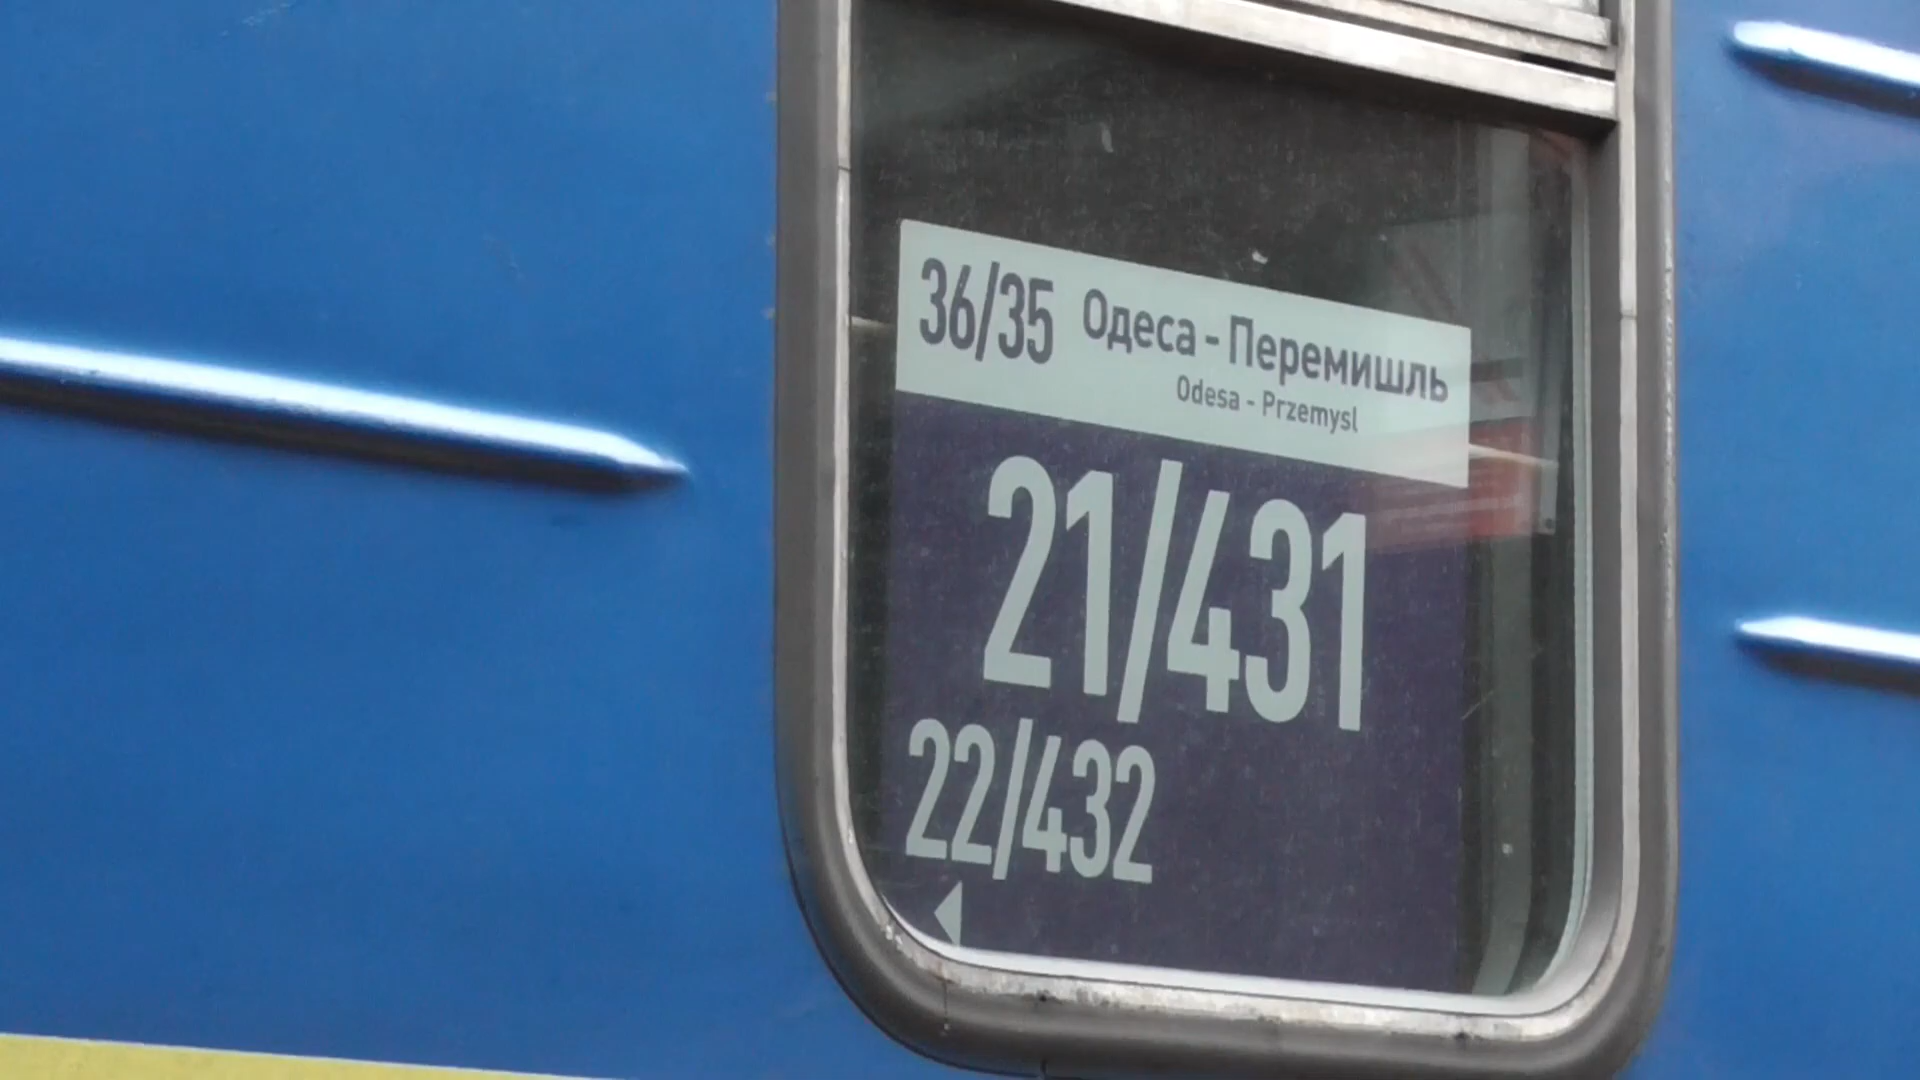 36/35 Одеса - Перемишль
Odesa - Przemysl
21/431
22/432